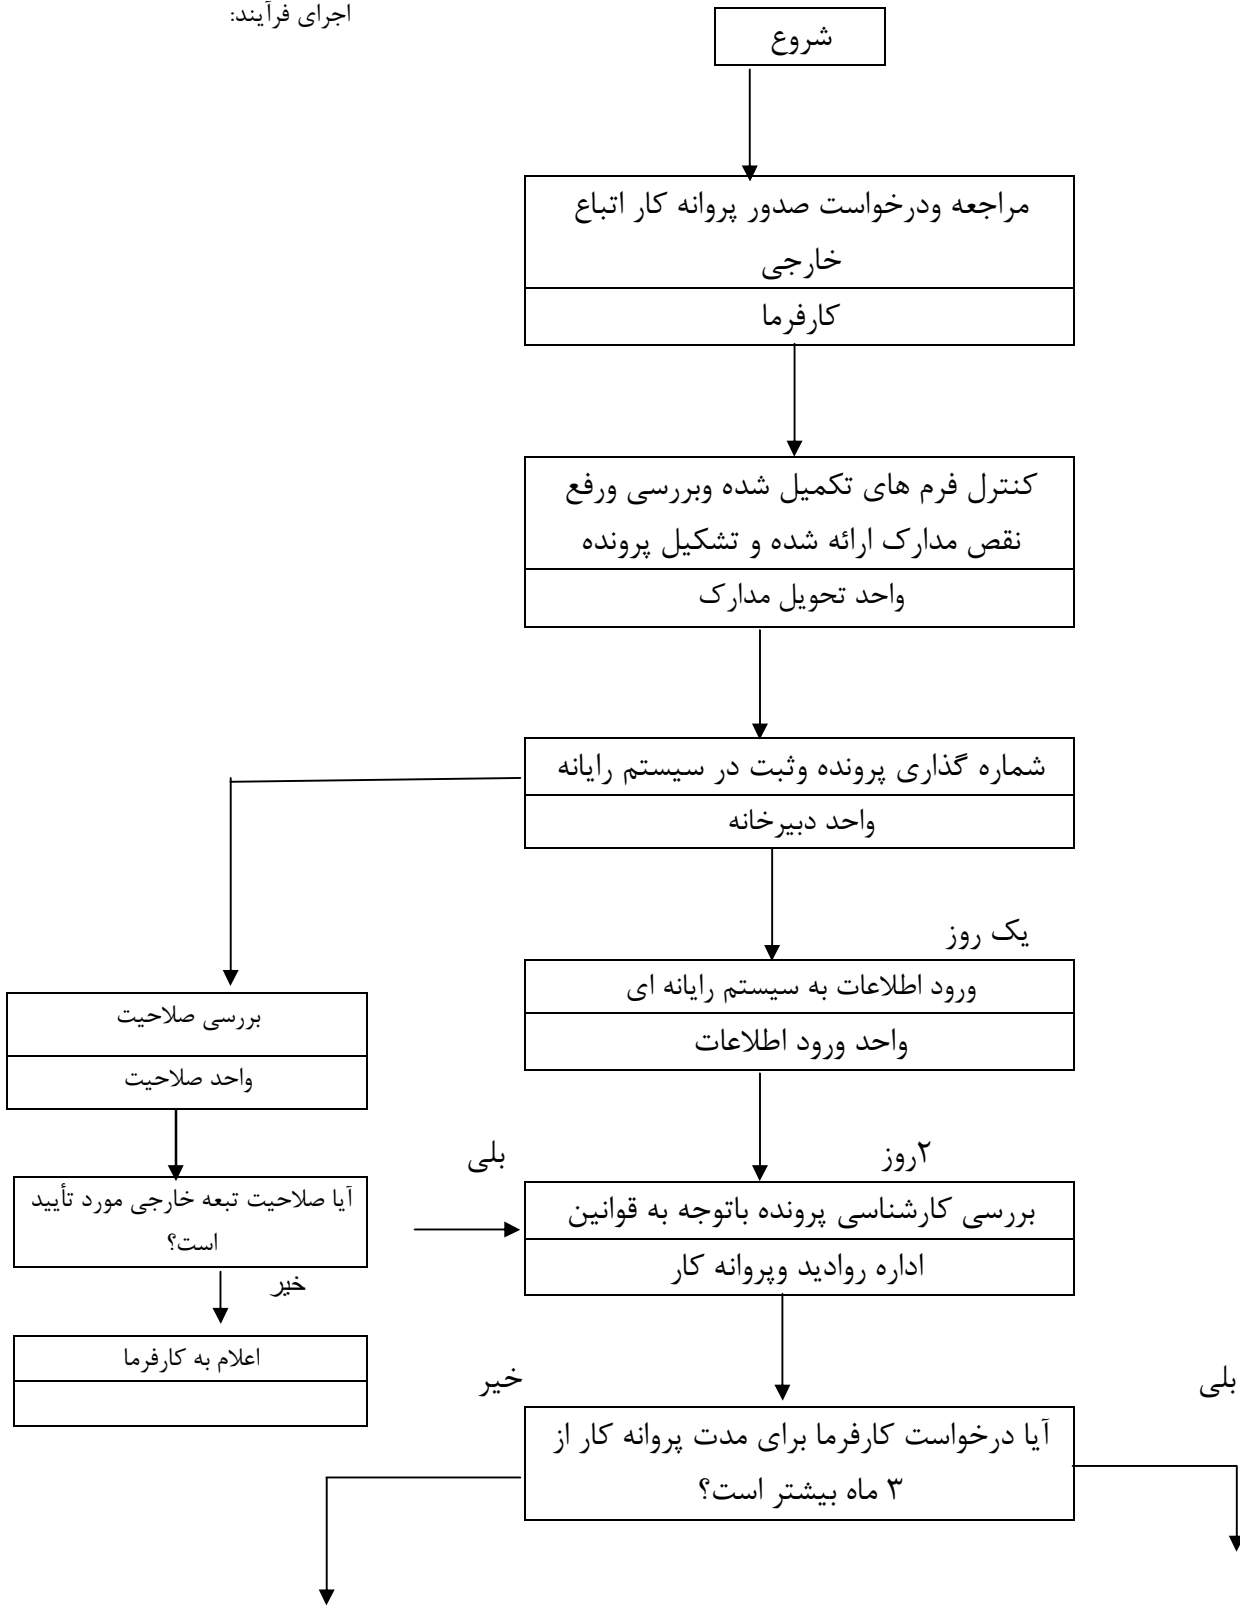 اجرای فرآیند:
شروع
مراجعه ودرخواست صدور پروانه کار اتباع
خارجی
کارفرما
کنترل فرم های تکمیل شده وبررسی ورفع
نقص مدارک ارائه شده و تشکیل پرونده
واحد تحویل مدارک
شماره گذاری پرونده وثبت در سیستم رایانه
واحد دبیرخانه
یک روز
ورود اطلاعات به سیستم رایانه ای
واحد ورود اطلاعات
بررسی صلاحیت
واحد صلاحیت
۲روز
بلی
آیا صلاحیت تبعه خارجی مورد تأیید
است؟
خیر
اعلام به کارفرما
بررسی کارشناسی پرونده باتوجه به قوانین
اداره روادید وپروانه کار
بلی
خیر
آیا درخواست کارفرما برای مدت پروانه کار از
۳ ماه بیشتر است؟